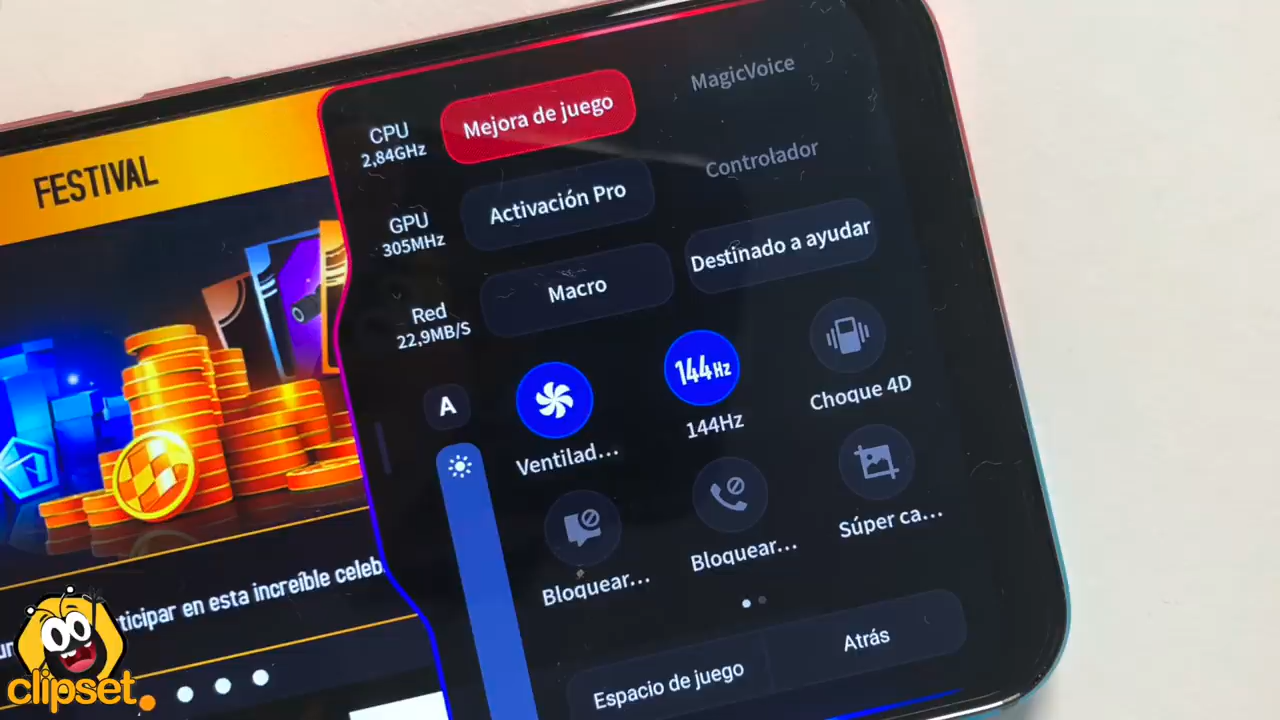 FESTIVAL
rticipar en esta increíble celeb
CPU
2,84GHz
GPU
305MHz
Red
22,9MB/S
A
Mejora de juego
MagicVoice
Activación Pro
Controlador
Macro
Destinado a ayudar
Ventilad...
144Hz
144Hz
Choque 4D
Bloquear...
Bloquear...
Súper ca...
Espacio de juego
Atrás
clipset.